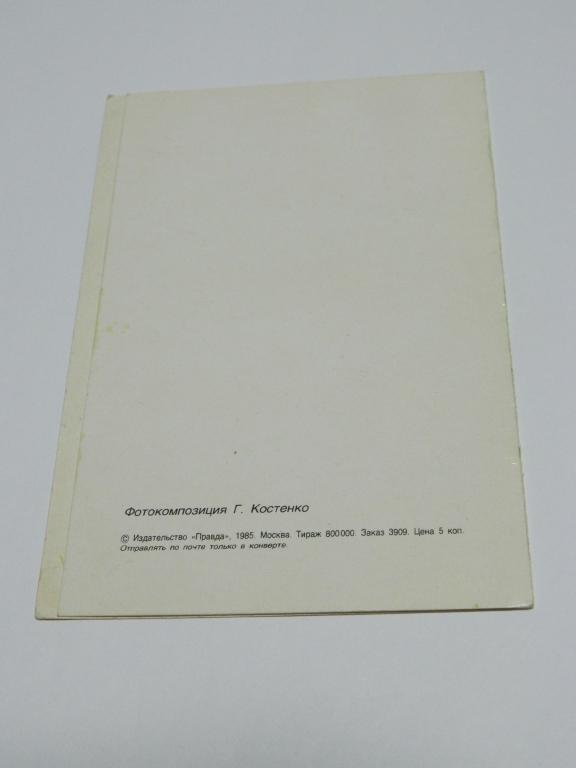 Фотокомпозиция Г. Костенко
© Издательство «Правда», 1985. Москва. Тираж 800000. Заказ 3909. Цена 5 коп.
Отправлять по почте только в конверте.